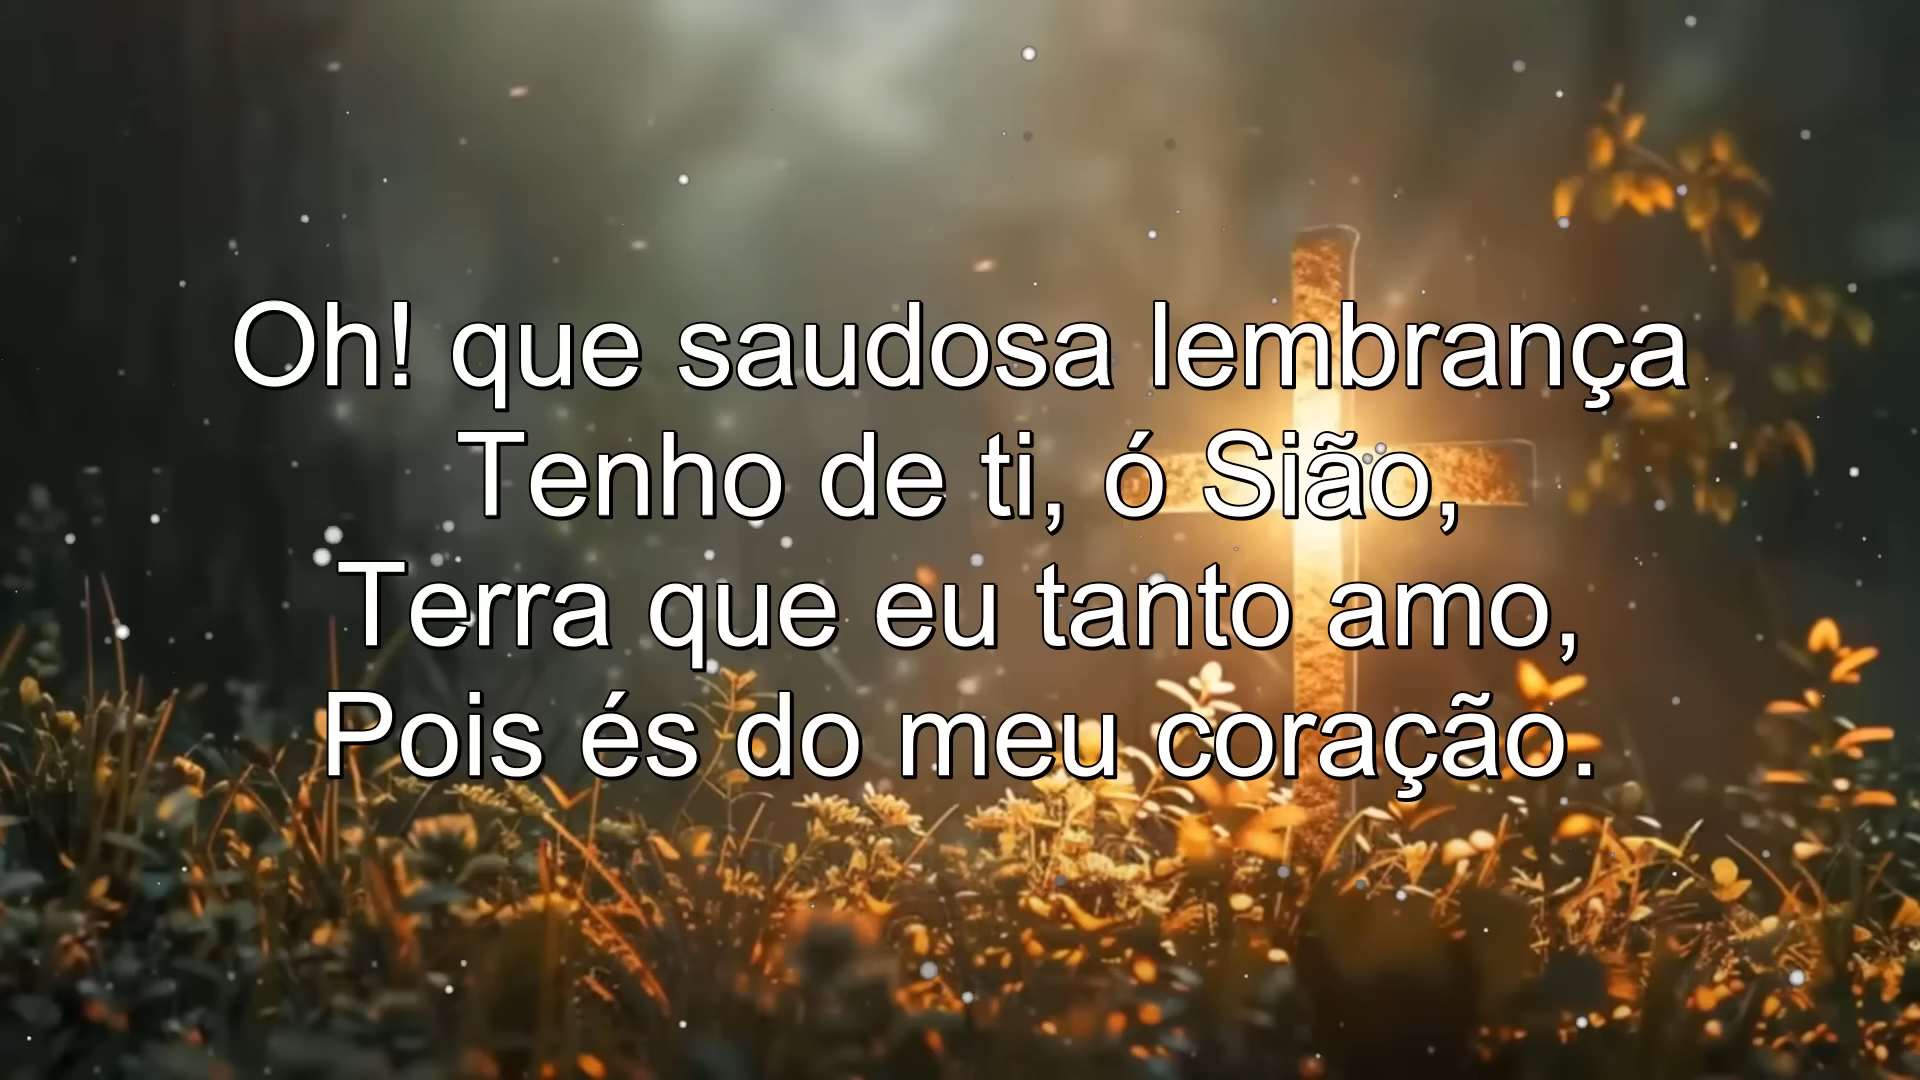 Oh! que saudosa lembrança
Tenho de ti, ó Sião,
Terra que eu tanto amo,
Pois és do meu coração.